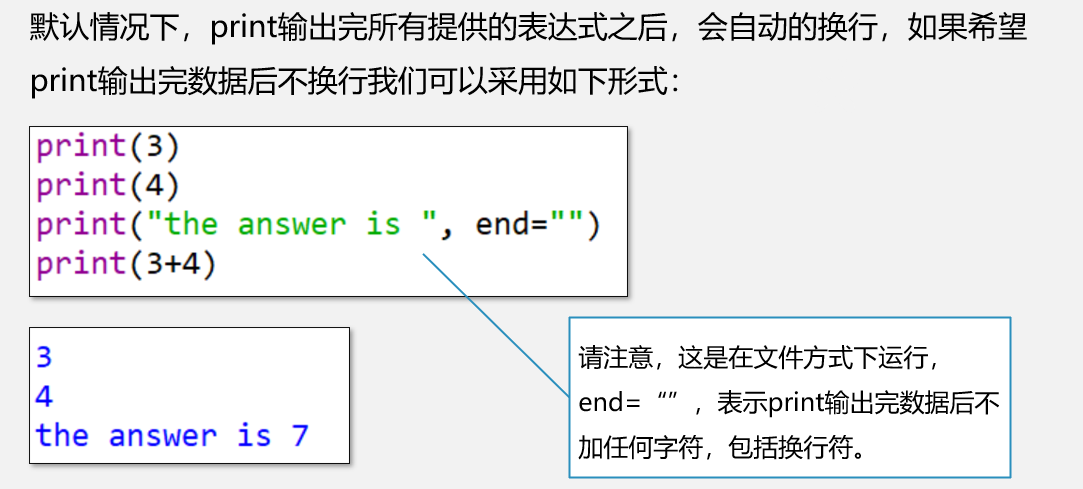 默认情况下，print输出完所有提供的表达式之后，会自动的换行，如果希望
print输出完数据后不换行我们可以采用如下形式：
print(3)
print(4)
print("the answer is ", end="")
print(3+4)
3
4
the answer is 7
请注意，这是在文件方式下运行，
end=“”，表示print输出完数据后不
加任何字符，包括换行符。